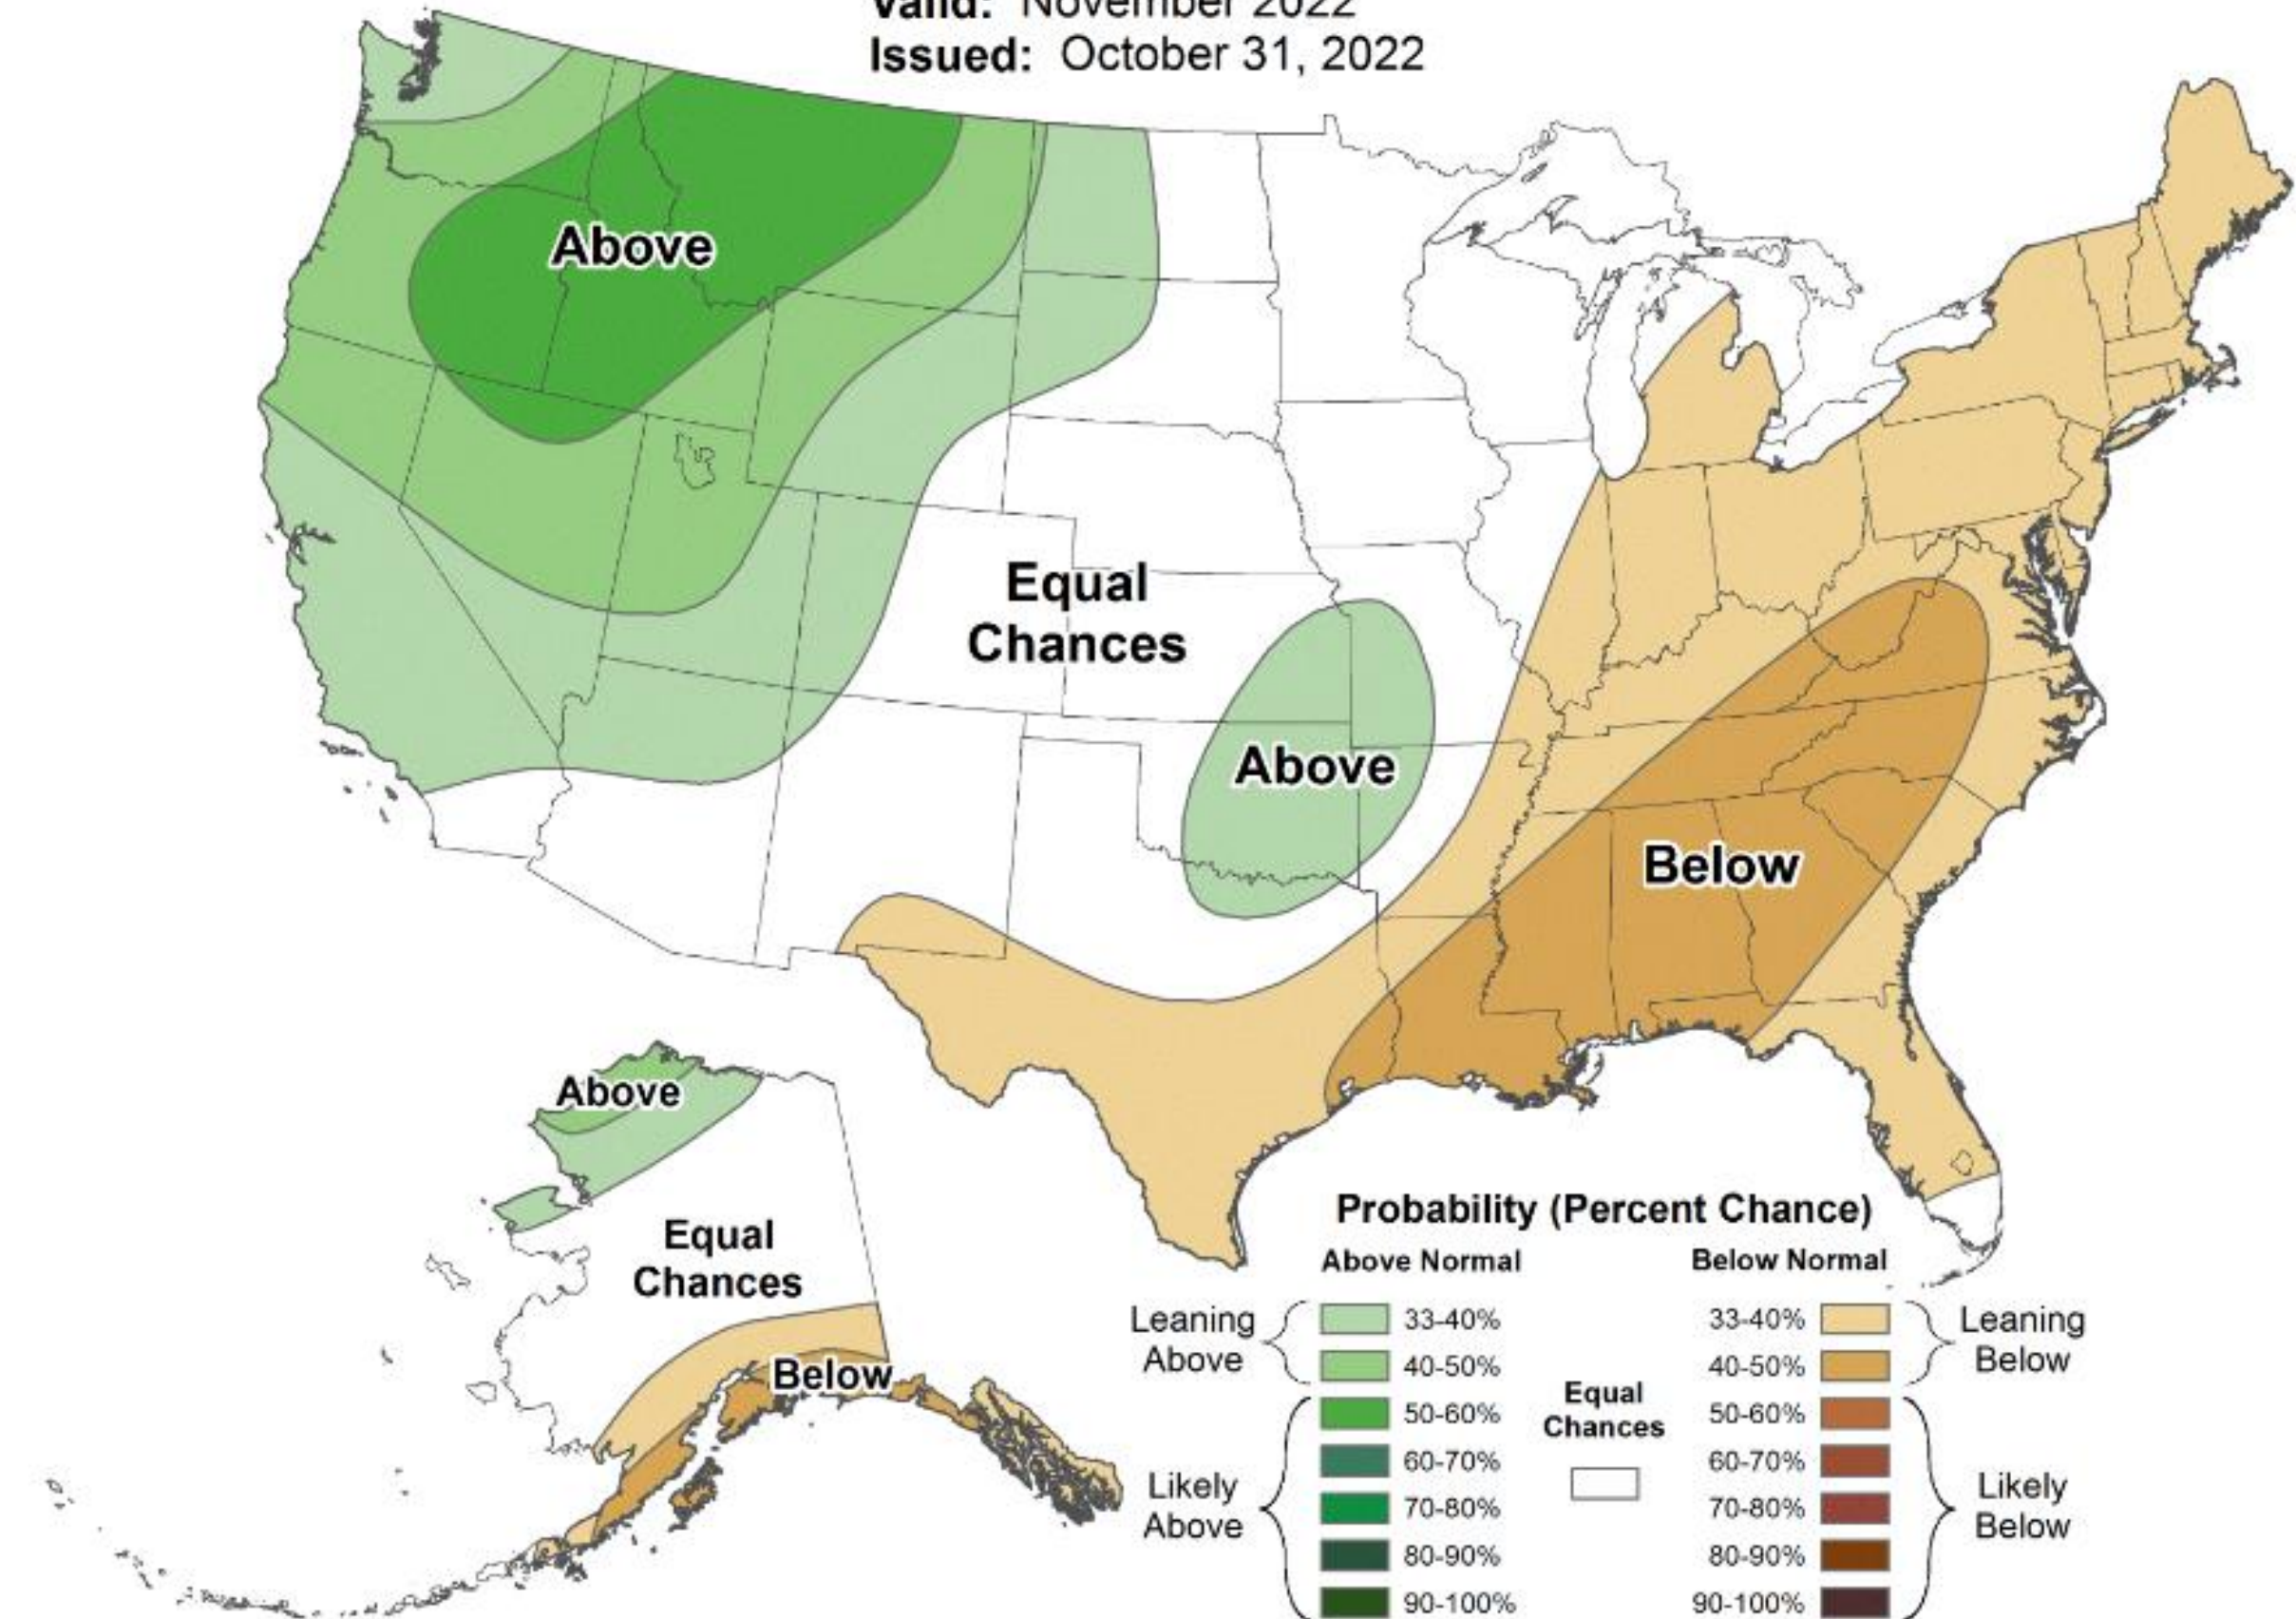 Valid: November 2022
Issued: October 31, 2022
Above
Equal
Chances
Above
Below
Above
Equal
Chances
Below
Probability (Percent Chance)
Above Normal
Below Normal
Leaning
Above
33-40%
40-50%
Likely
Above
50-60%
60-70%
70-80%
80-90%
90-100%
Equal
Chances
33-40%
40-50%
Leaning
Below
50-60%
60-70%
70-80%
80-90%
90-100%
Likely
Below